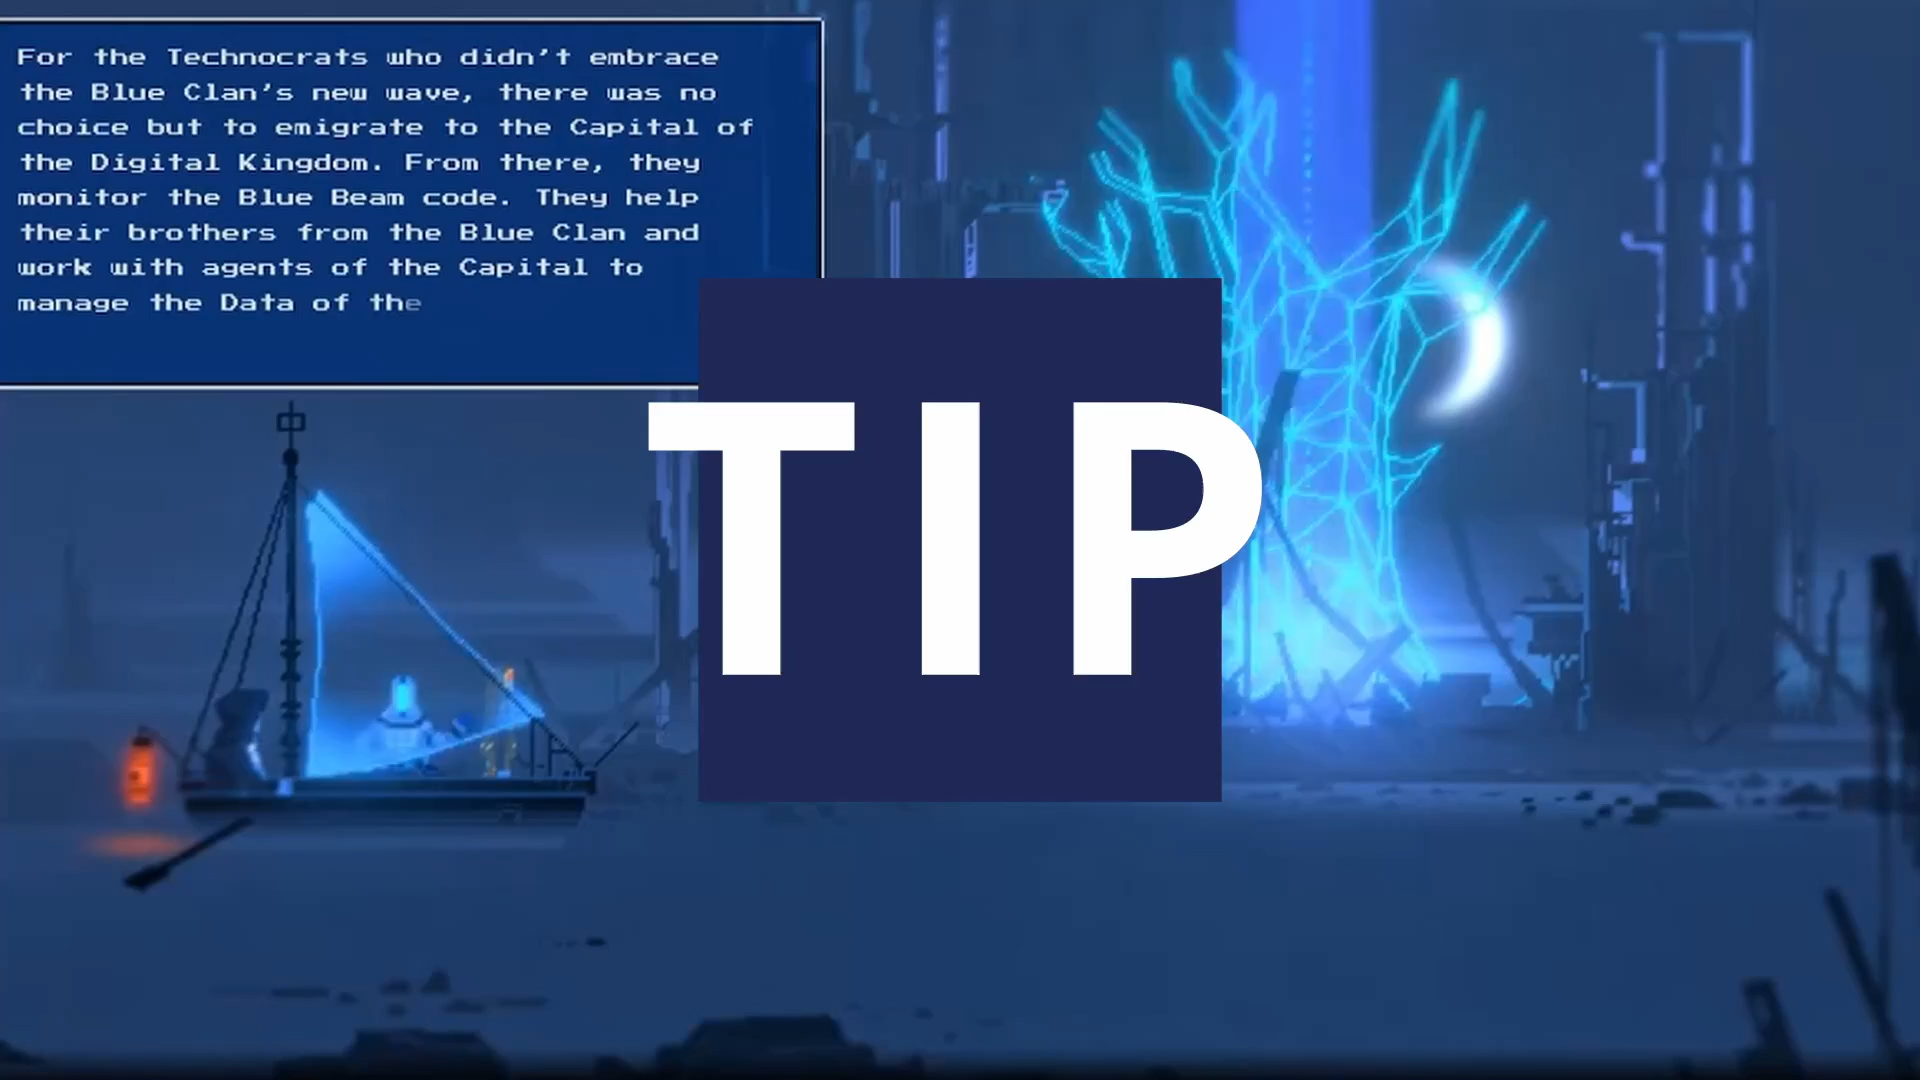 For the Technocrats who didn't embrace
the Blue Clan's new wave, there was no
choice but to emigrate to the Capital of
the Digital Kingdom. From there, they
monitor the Blue Beam code. They help
their brothers from the Blue Clan and
work with agents of the Capital to
manage the Data of the
TIP